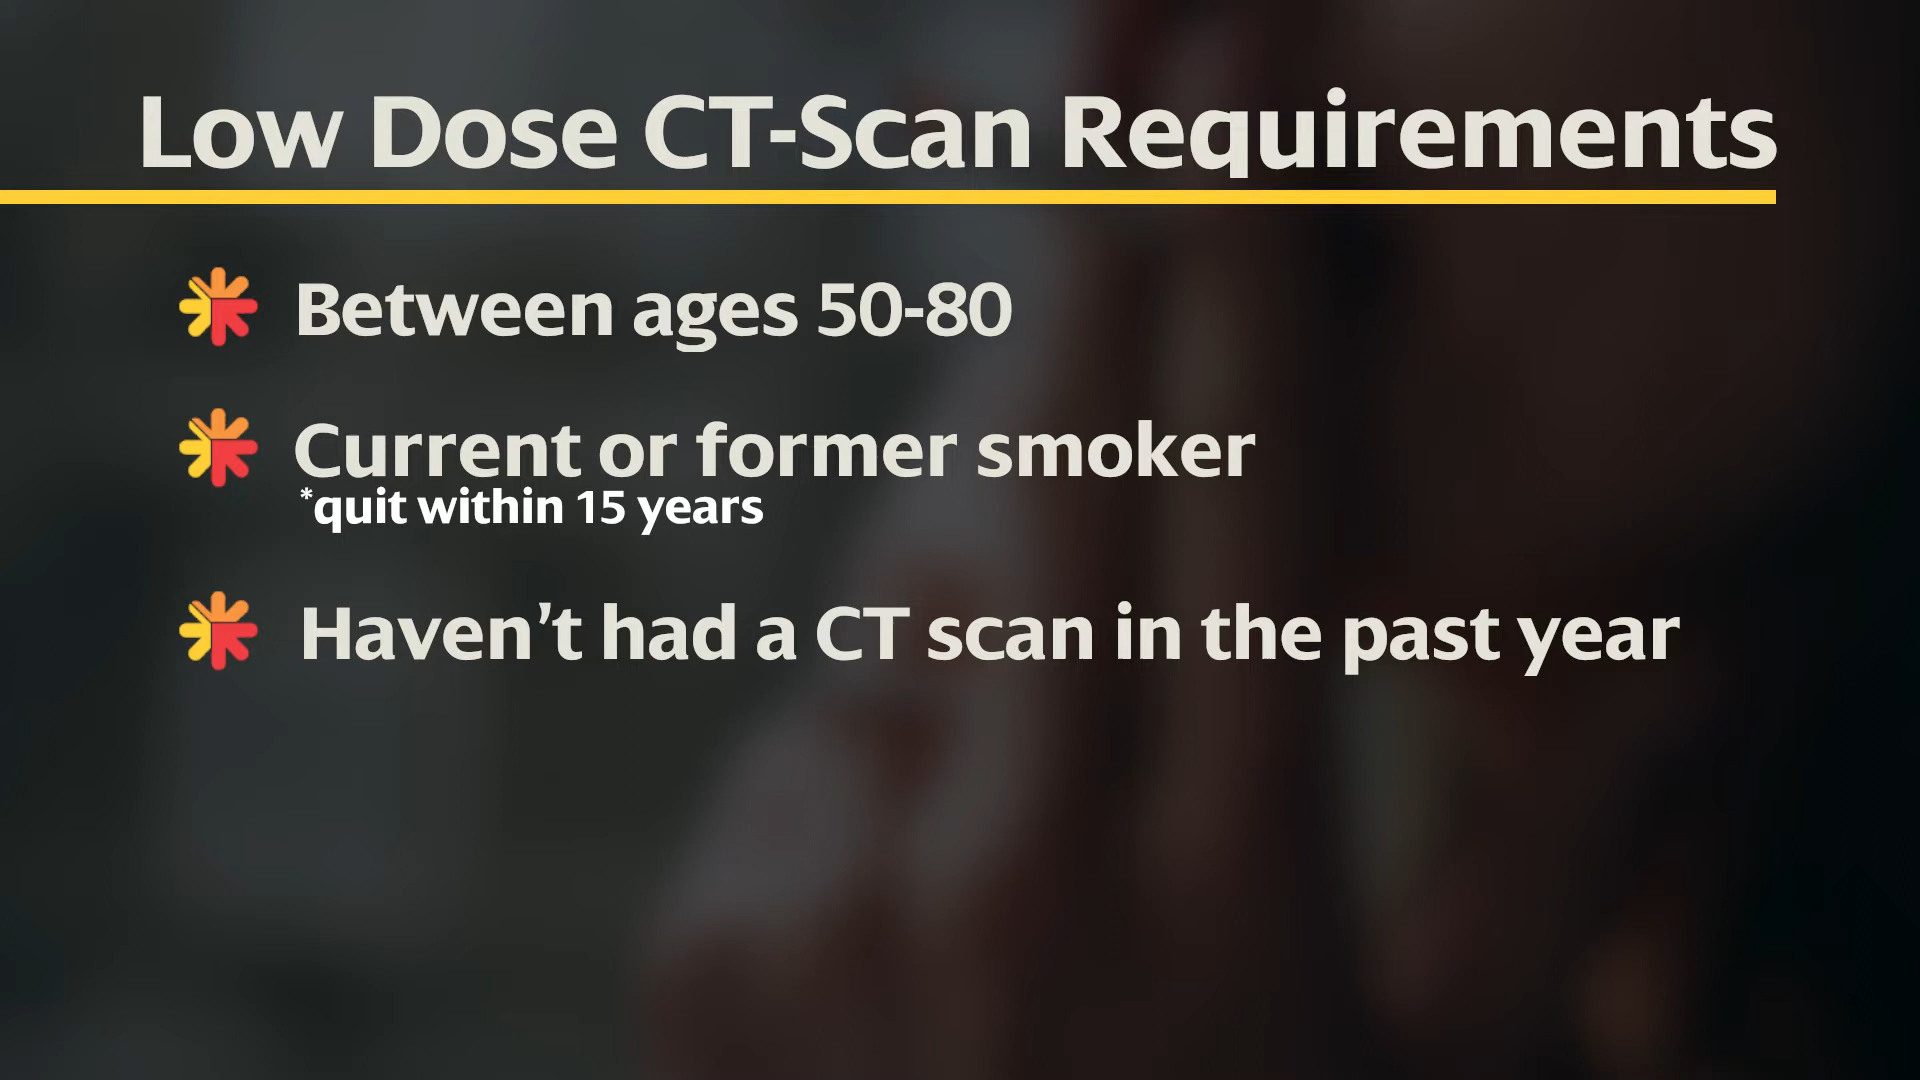 Low Dose CT-Scan Requirements
Between ages 50-80
Current or former smoker
*quit within 15 years
Haven’t had a CT scan in the past year